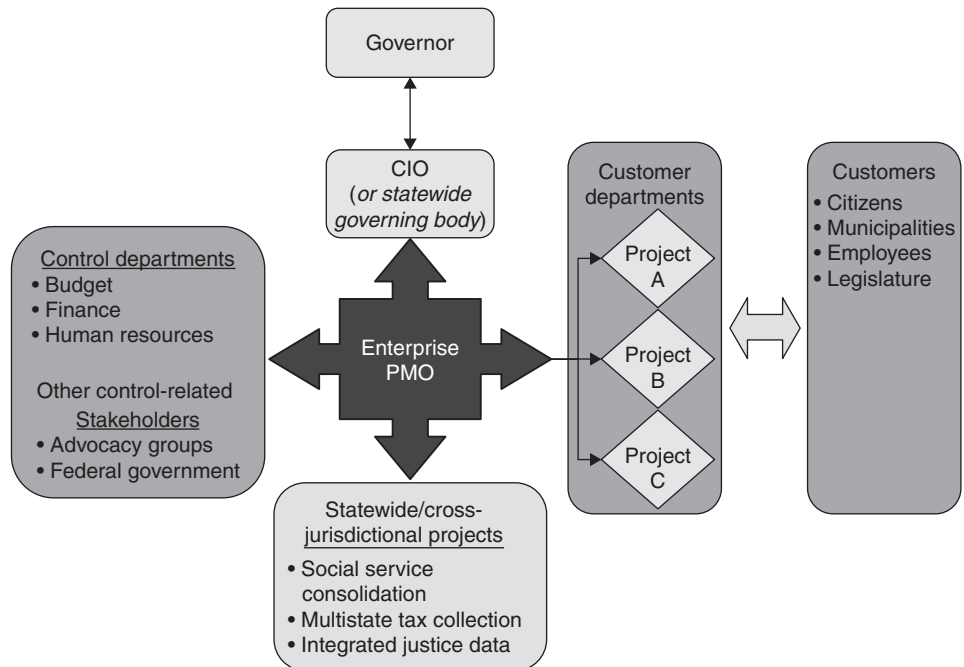 Governor
CIO
(or statewide
governing body)
Control departments
• Budget
• Finance
• Human resources
Other control-related
Stakeholders
• Advocacy groups
• Federal government
Enterprise
PMO
Customer
departments
Project
A
Project
B
Project
C
Customers
• Citizens
• Municipalities
• Employees
• Legislature
Statewide/cross-
jurisdictional projects
• Social service
consolidation
• Multistate tax collection
• Integrated justice data